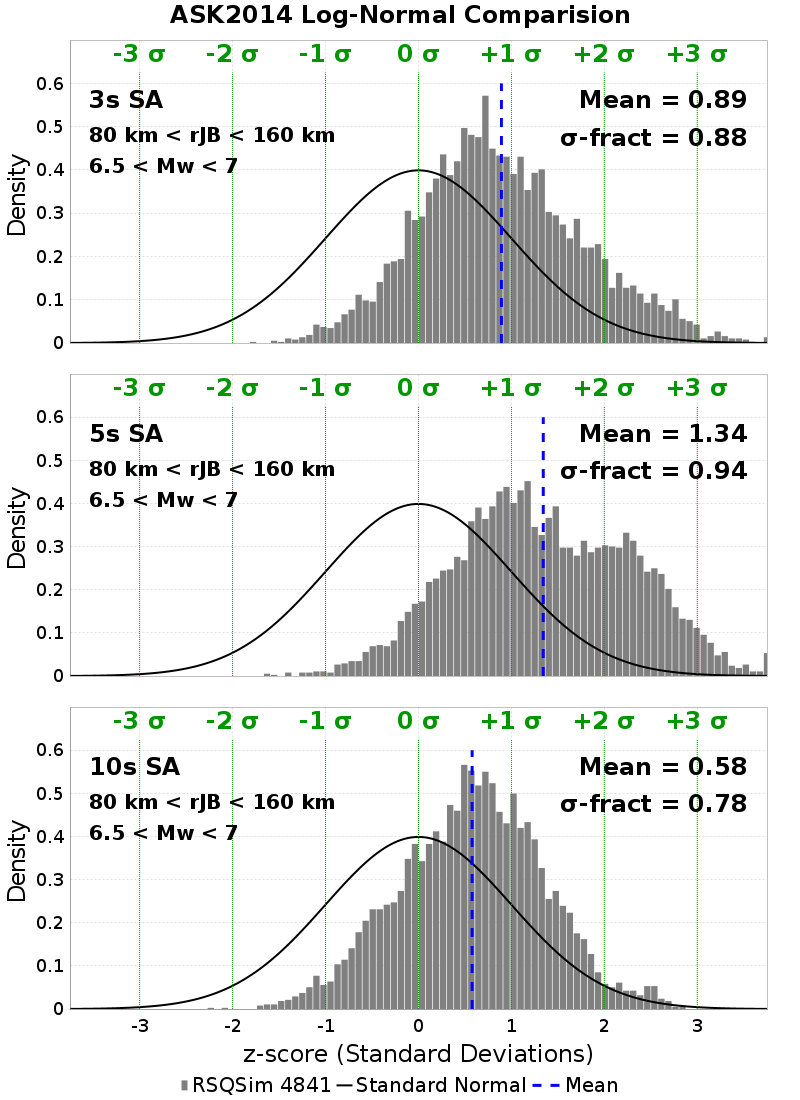 ASK2014 Log-Normal Comparision
-3 σ -2 σ -1 σ 0 σ +1 σ +2 σ +3 σ
3s SA
80 km < rJB < 160 km
6.5 < Mw < 7
Mean = 0.89
σ-fract = 0.88
Density
0.6
0.5
0.4
0.3
0.2
0.1
0
-3 σ -2 σ -1 σ 0 σ +1 σ +2 σ +3 σ
5s SA
80 km < rJB < 160 km
6.5 < Mw < 7
Mean = 1.34
σ-fract = 0.94
Density
0.6
0.5
0.4
0.3
0.2
0.1
0
-3 σ -2 σ -1 σ 0 σ +1 σ +2 σ +3 σ
10s SA
80 km < rJB < 160 km
6.5 < Mw < 7
Mean = 0.58
σ-fract = 0.78
Density
0.6
0.5
0.4
0.3
0.2
0.1
0
-3 -2 -1 0 1 2 3
z-score (Standard Deviations)
RSQSim 4841 Standard Normal Mean